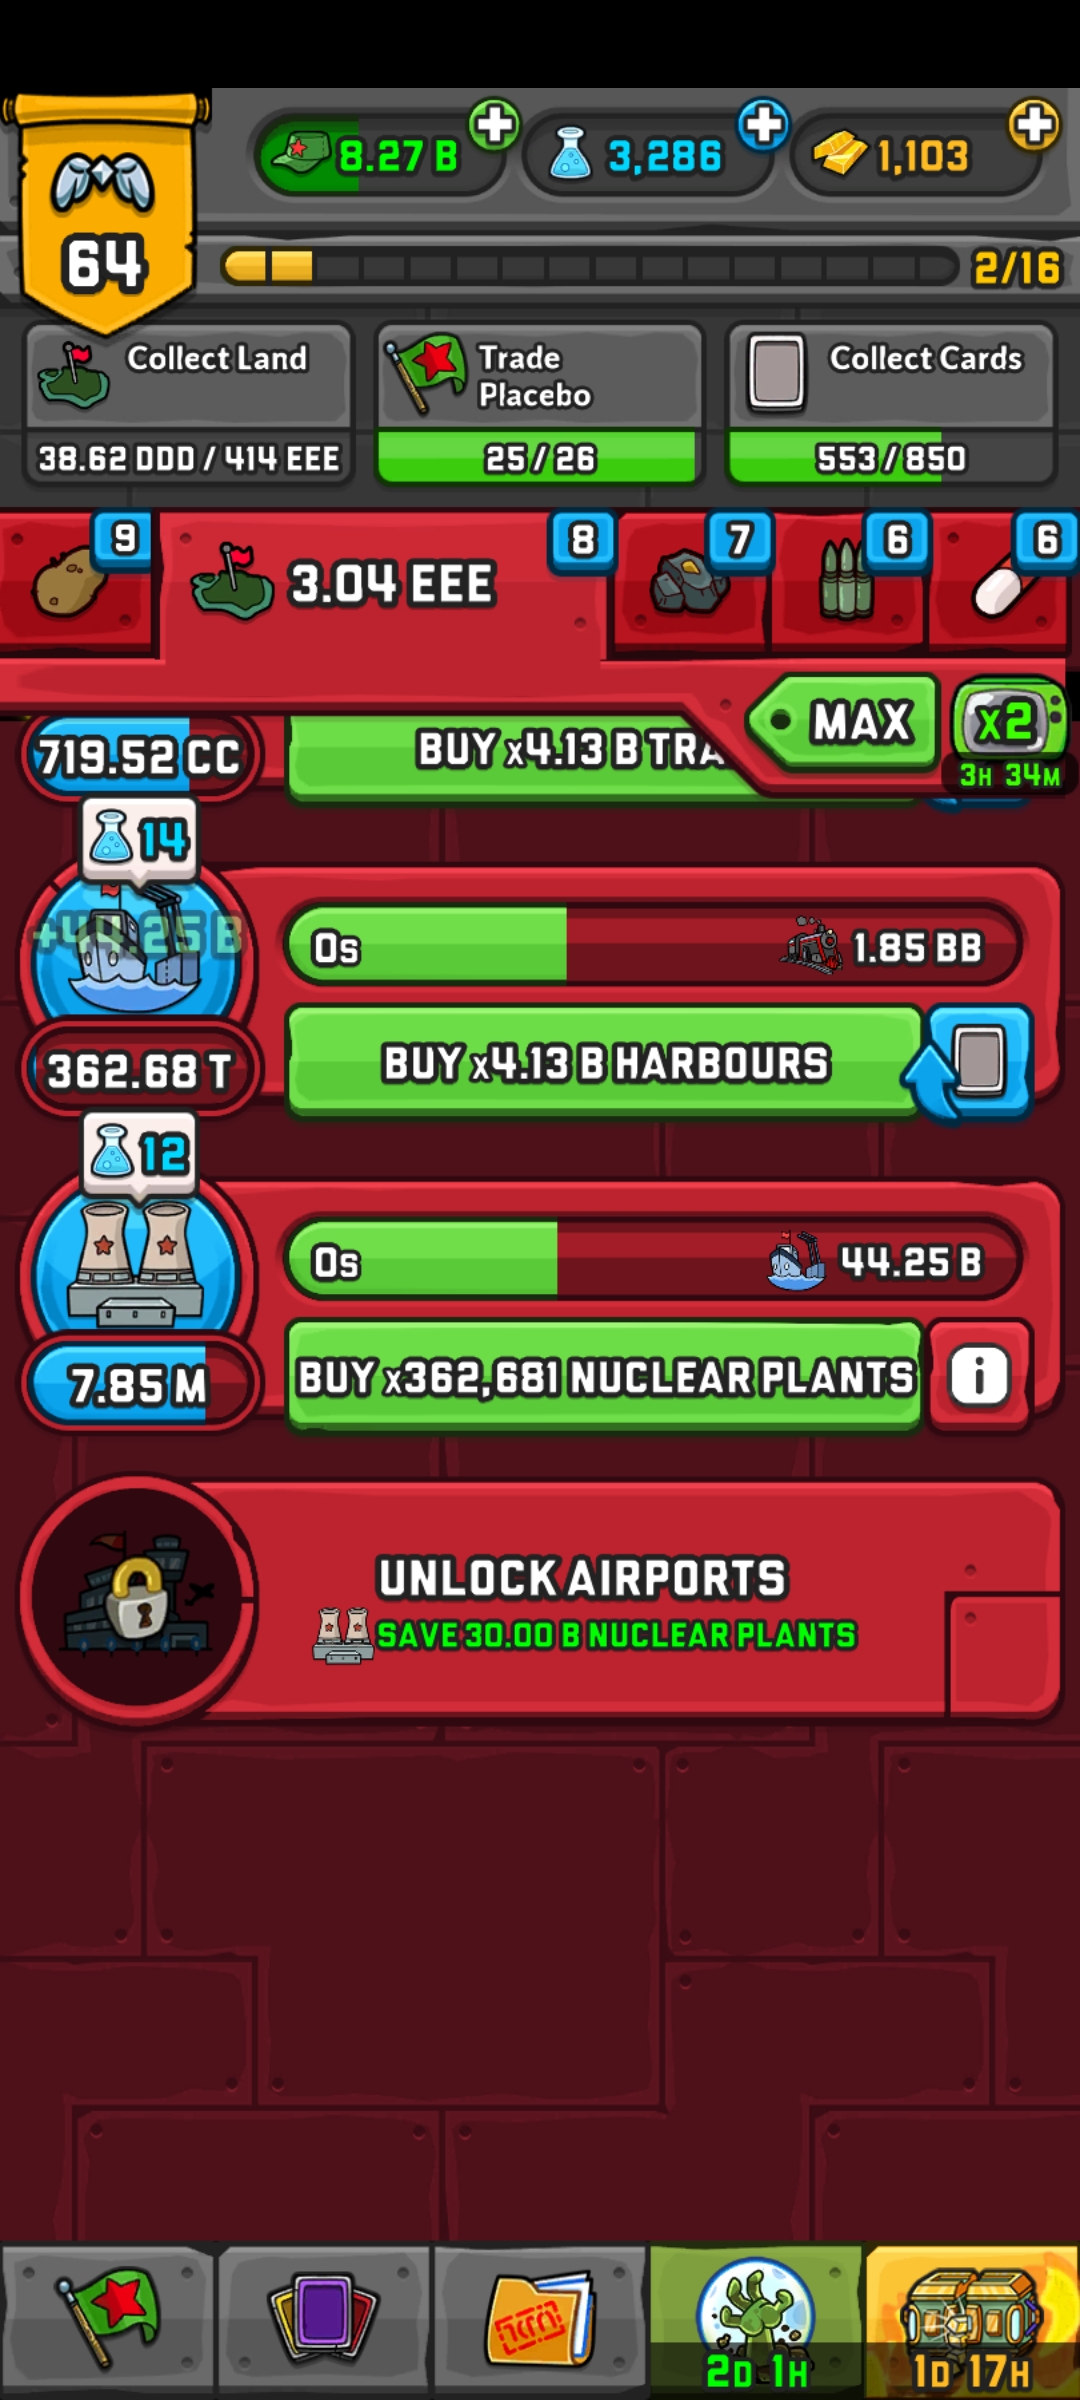 64
8.27 B
3,286
1,103
2/16
Collect Land
38.62 DDD / 414 EEE
Trade
Placebo
25 / 26
Collect Cards
553 / 850
9
3.04 EEE
8
7
6
6
MAX
x2
3H 34M
719.52 CC
BUY x4.13 B TRA
14
+44.25 B
0s
1.85 BB
362.68 T
BUY x4.13 B HARBOURS
12
0s
44.25 B
7.85 M
BUY x362,681 NUCLEAR PLANTS
i
UNLOCK AIRPORTS
SAVE 30.00 B NUCLEAR PLANTS
2D 1H
1D 17H